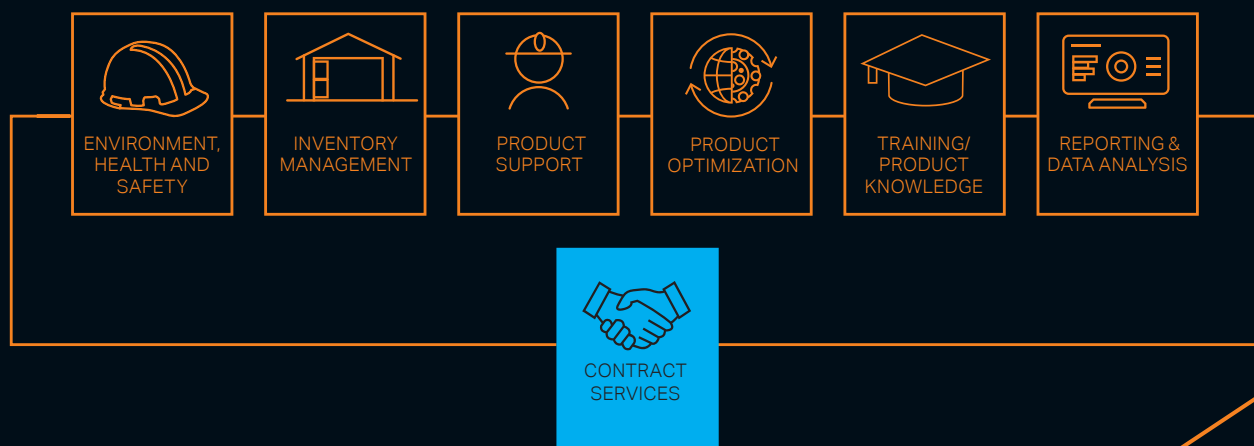 ENVIRONMENT,
HEALTH AND
SAFETY
INVENTORY
MANAGEMENT
PRODUCT
SUPPORT
PRODUCT
OPTIMIZATION
TRAINING/
PRODUCT
KNOWLEDGE
REPORTING &
DATA ANALYSIS
CONTRACT
SERVICES